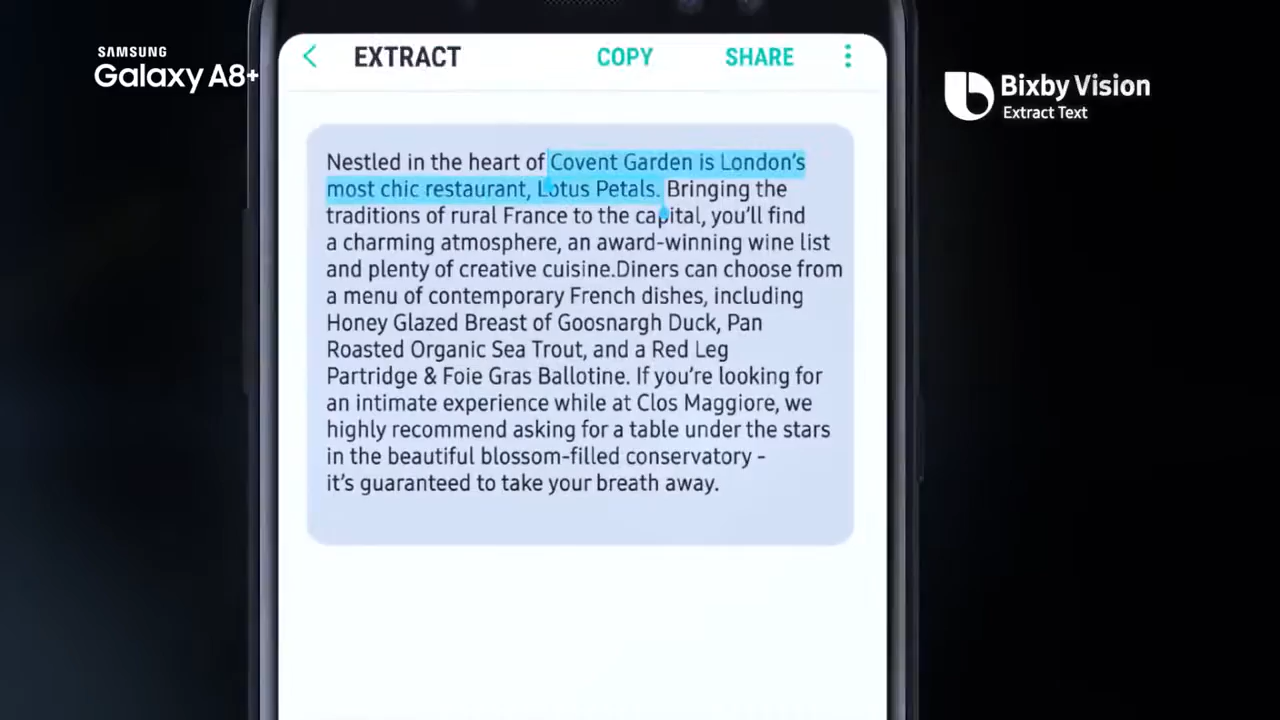 SAMSUNG
Galaxy A8+
EXTRACT
COPY
SHARE
Bixby Vision
Extract Text
Nestled in the heart of Covent Garden is London's
most chic restaurant, Lotus Petals. Bringing the
traditions of rural France to the capital, you'll find
a charming atmosphere, an award-winning wine list
and plenty of creative cuisine.Diners can choose from
a menu of contemporary French dishes, including
Honey Glazed Breast of Goosnargh Duck, Pan
Roasted Organic Sea Trout, and a Red Leg
Partridge & Foie Gras Ballotine. If you're looking for
an intimate experience while at Clos Maggiore, we
highly recommend asking for a table under the stars
in the beautiful blossom-filled conservatory -
it's guaranteed to take your breath away.